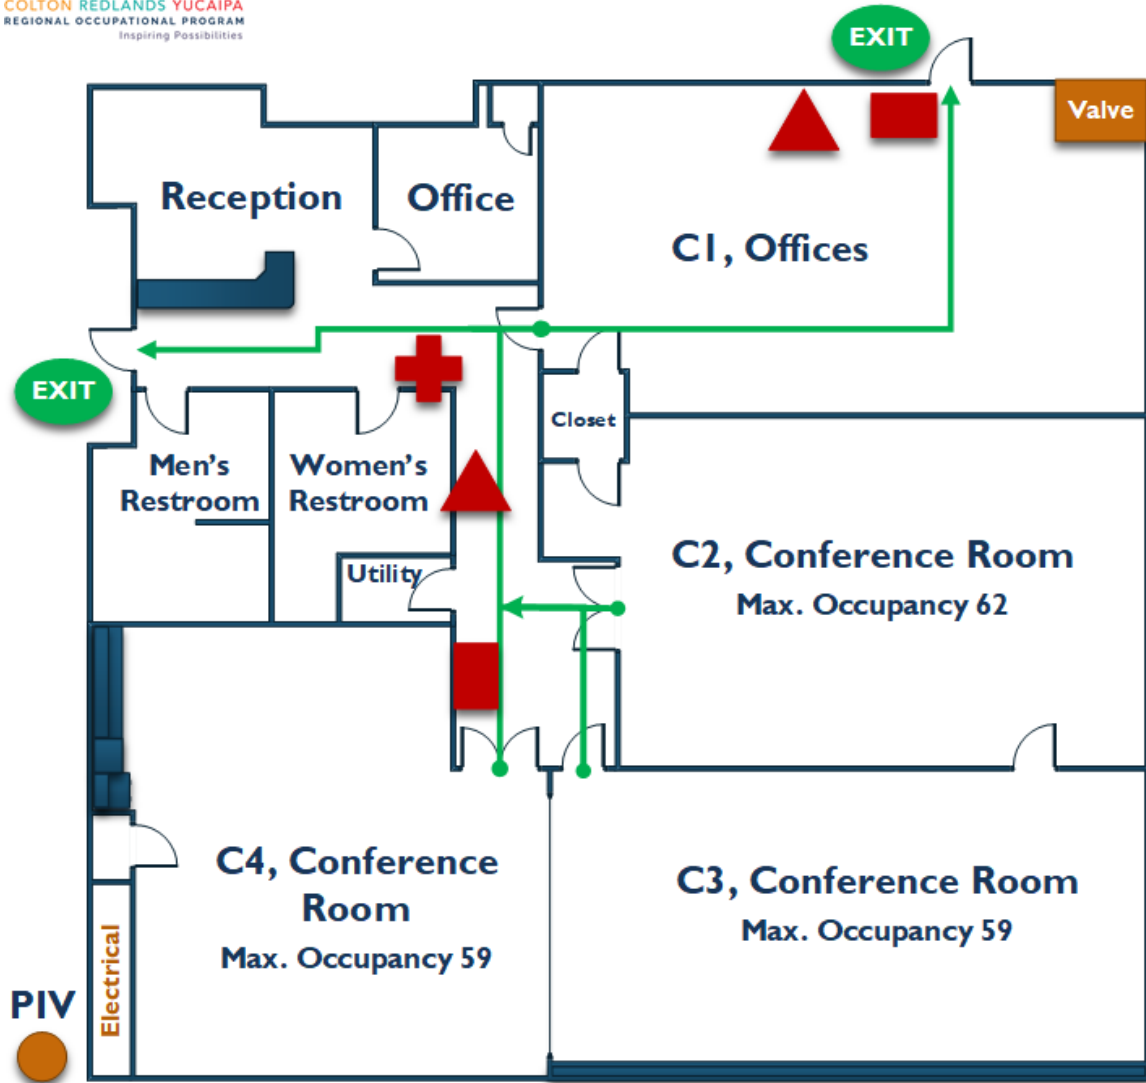 COLTON REDLANDS YUCAIPA
REGIONAL OCCUPATIONAL PROGRAM
Inspiring Possibilities
EXIT
Valve
Reception
Office
C1, Offices
EXIT
Closet
Men's
Restroom
Women's
Restroom
Utility
C2, Conference Room
Max. Occupancy 62
C4, Conference
Room
Max. Occupancy 59
C3, Conference Room
Max. Occupancy 59
Electrical
PIV